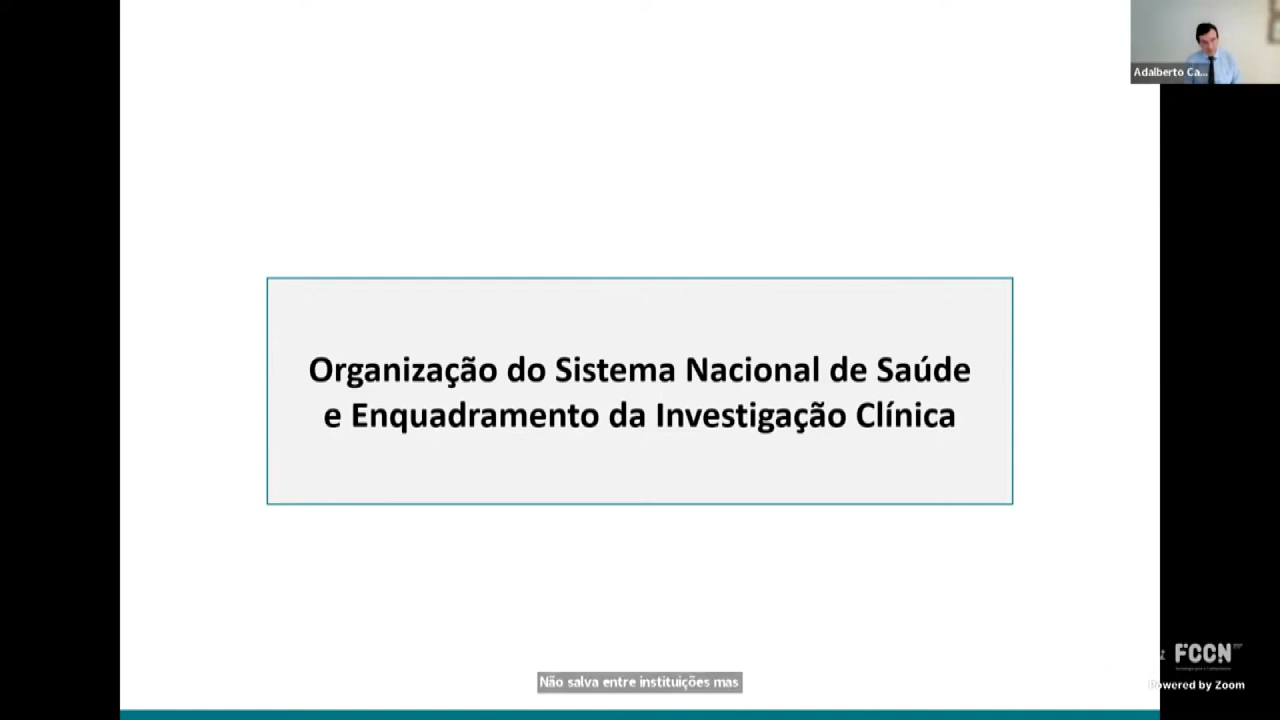 Adalberto Ca...
Organização do Sistema Nacional de Saúde
e Enquadramento da Investigação Clínica
Não salva entre instituições mas
FCCN
Powered by Zoom